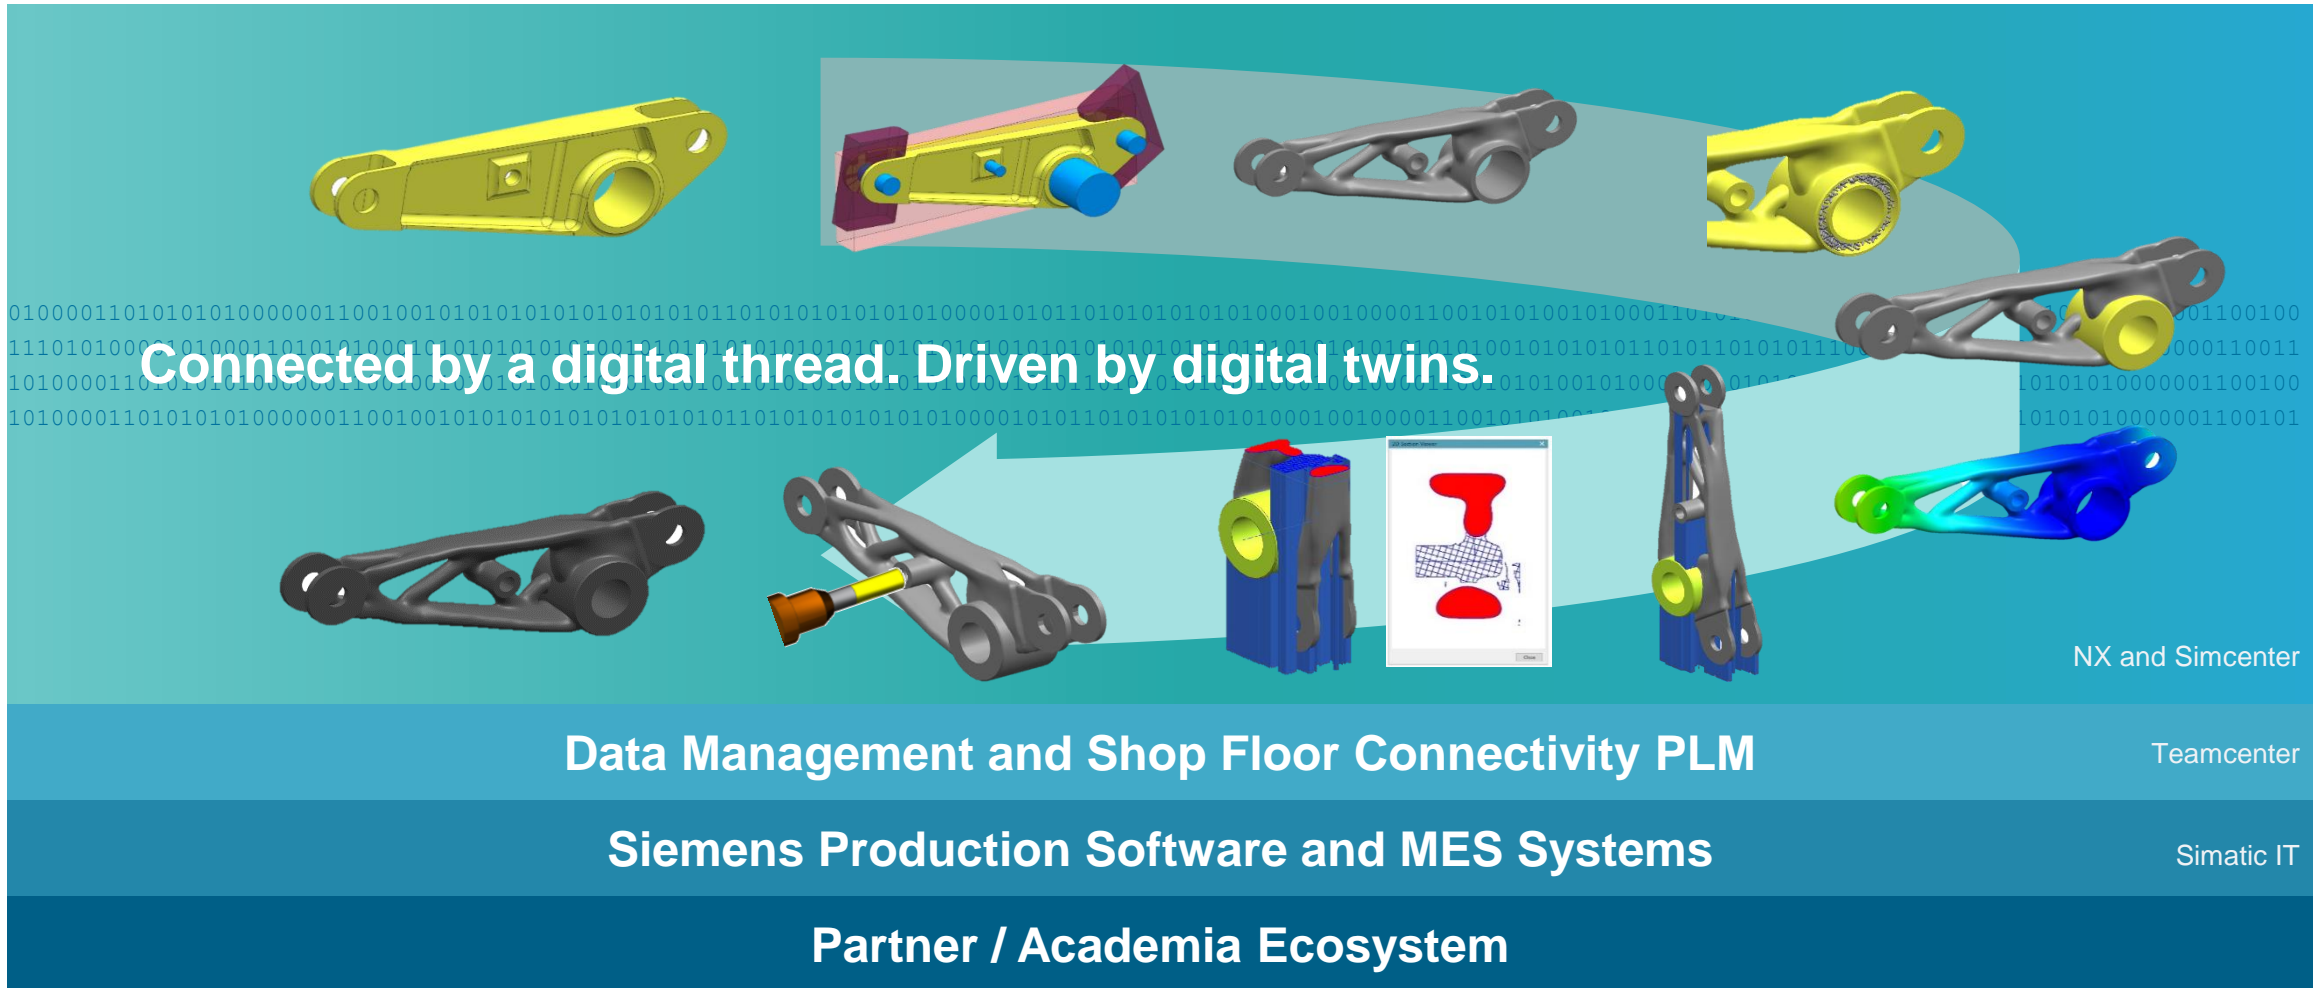 Connected by a digital thread. Driven by digital twins.
Close
NX and Simcenter
Data Management and Shop Floor Connectivity PLM
Teamcenter
Siemens Production Software and MES Systems
Simatic IT
Partner / Academia Ecosystem